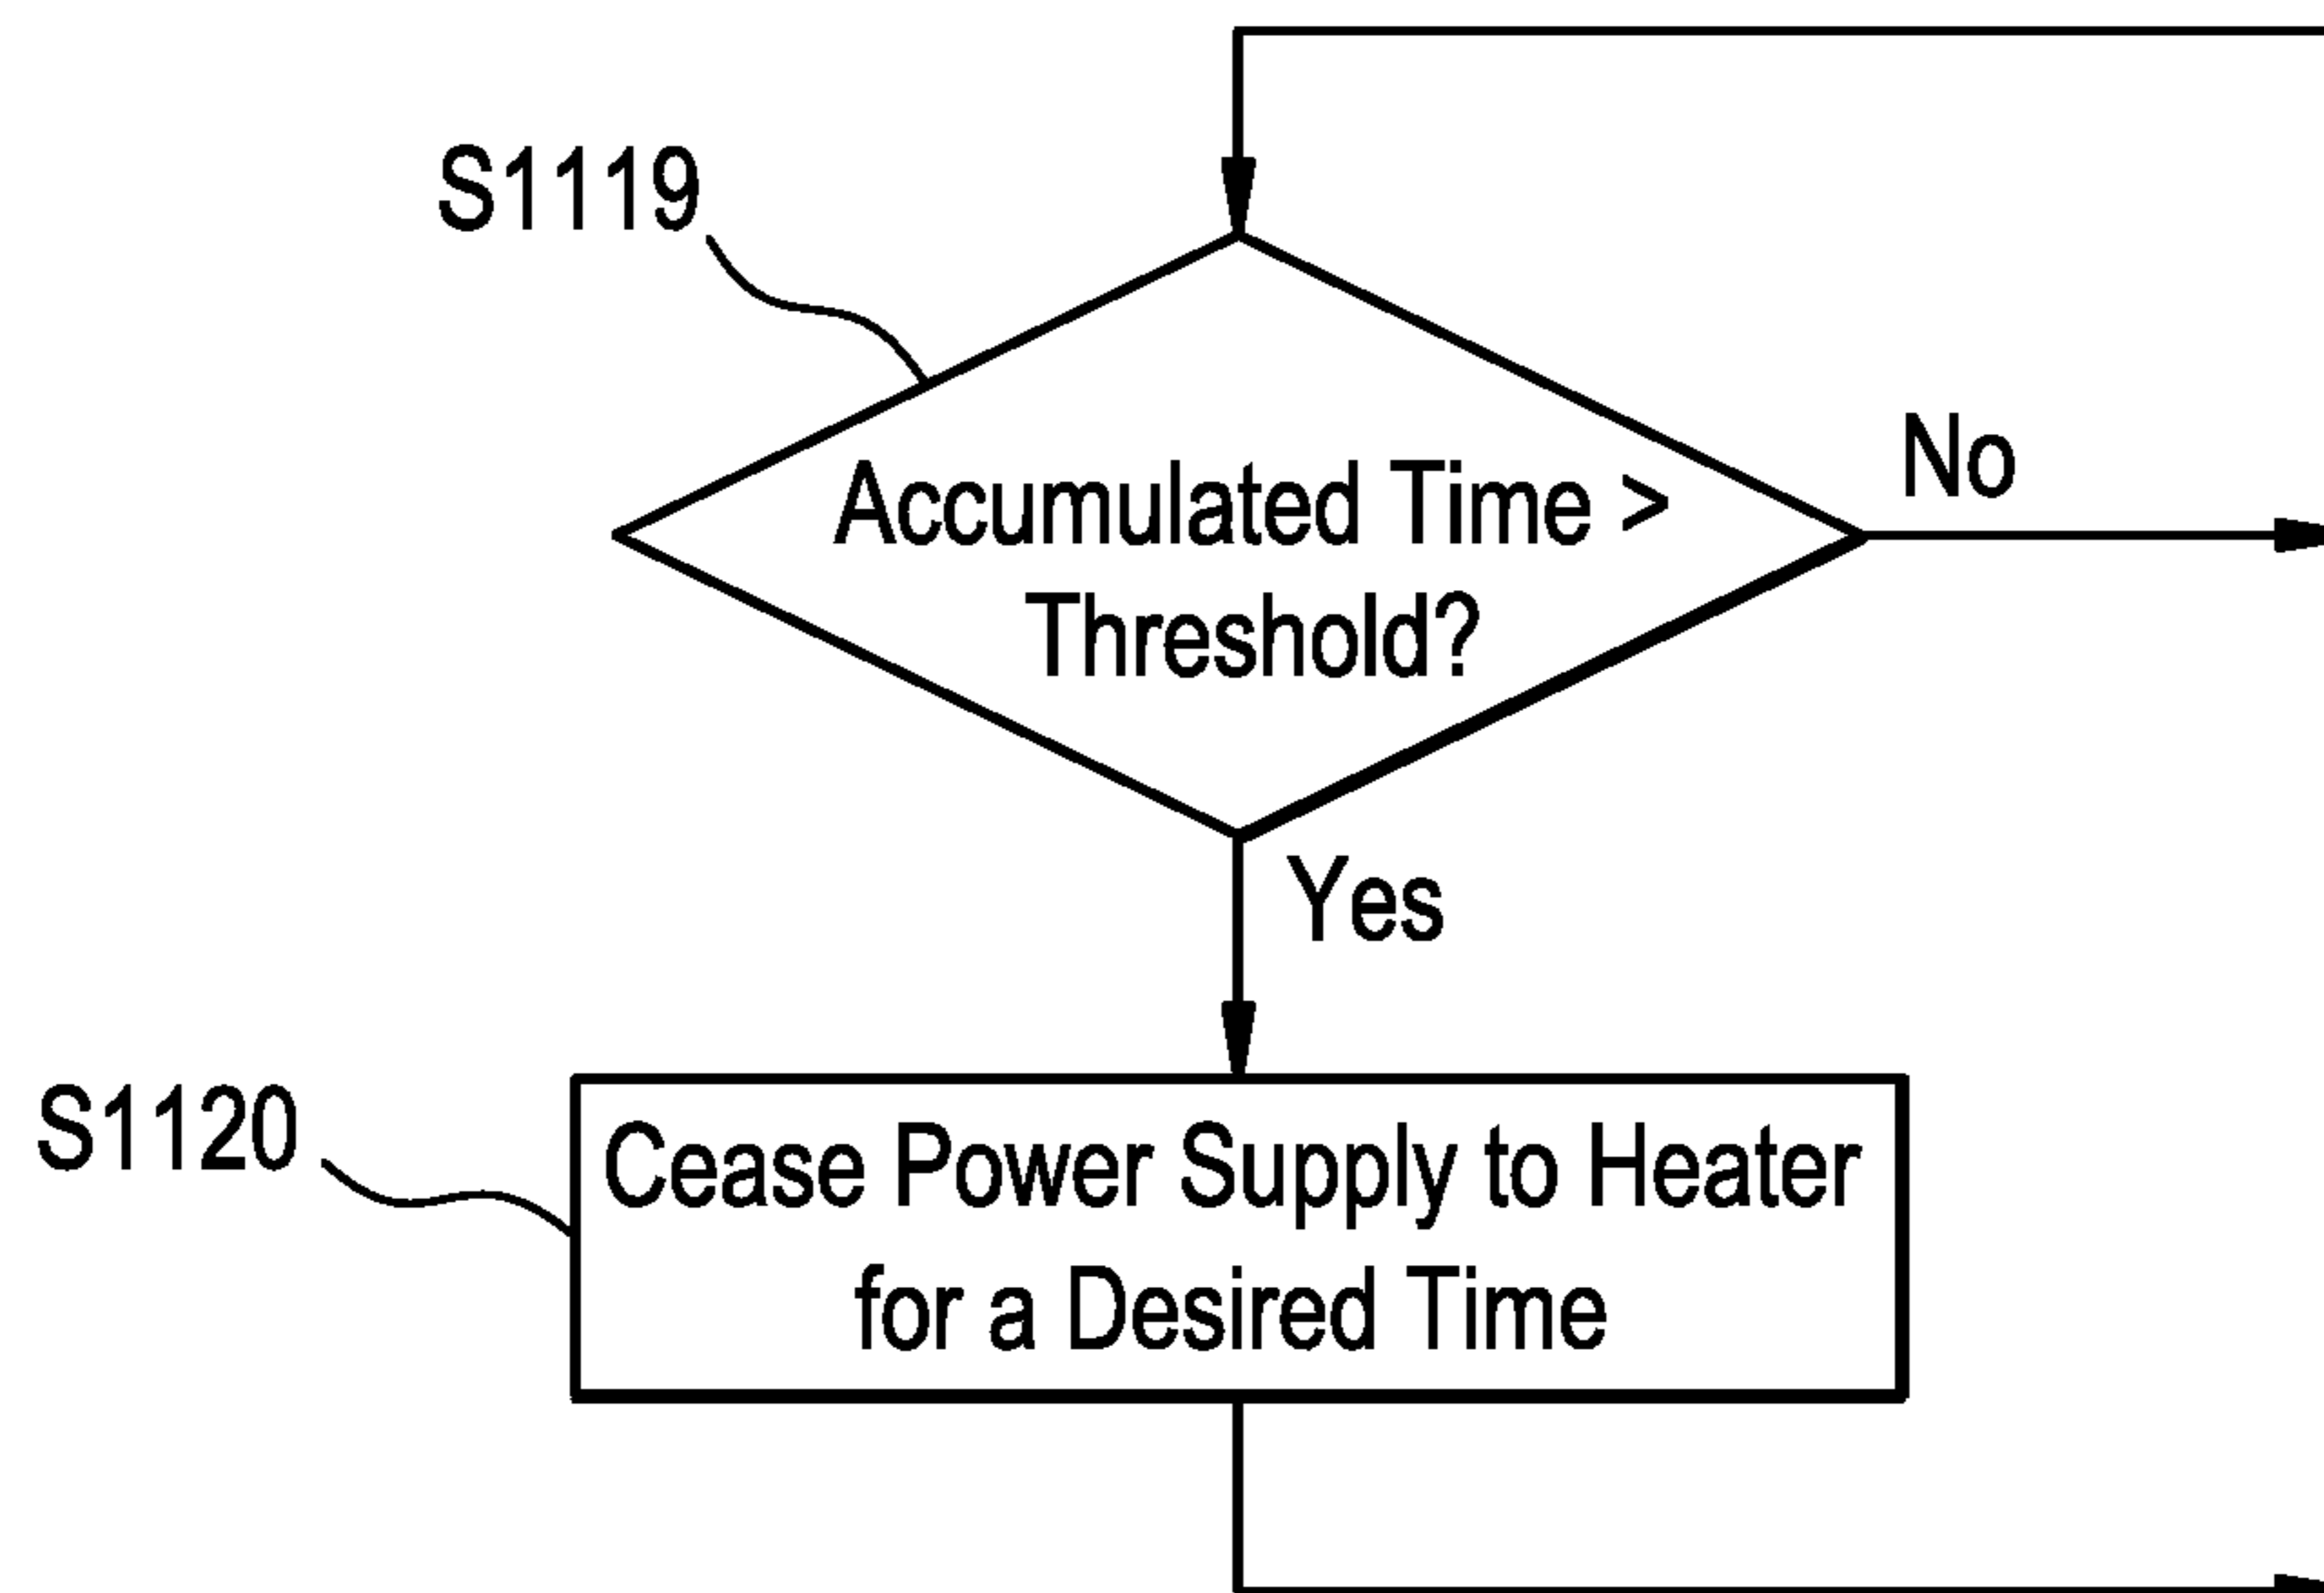 S1119
Accumulated Time >
Threshold?
No
Yes
S1120
Cease Power Supply to Heater
for a Desired Time